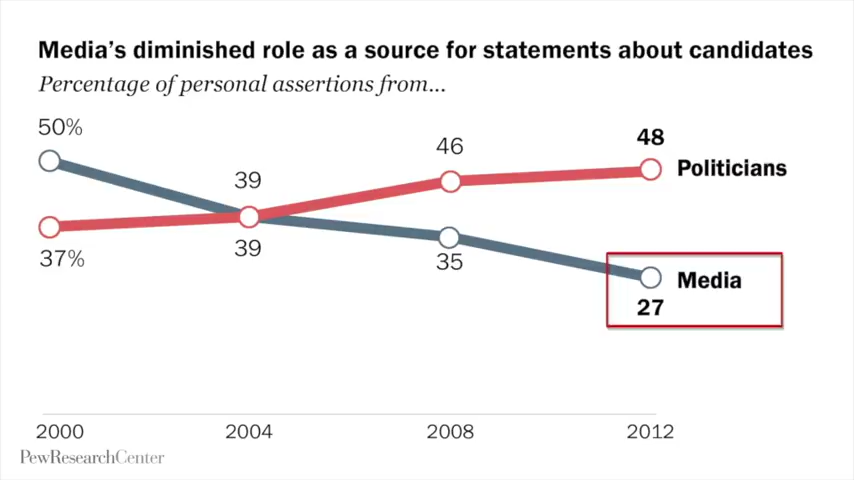 Media's diminished role as a source for statements about candidates
Percentage of personal assertions from...
50%
39
46
48
Politicians
37%
39
35
Media
27
2000 2004 2008 2012
PewResearchCenter